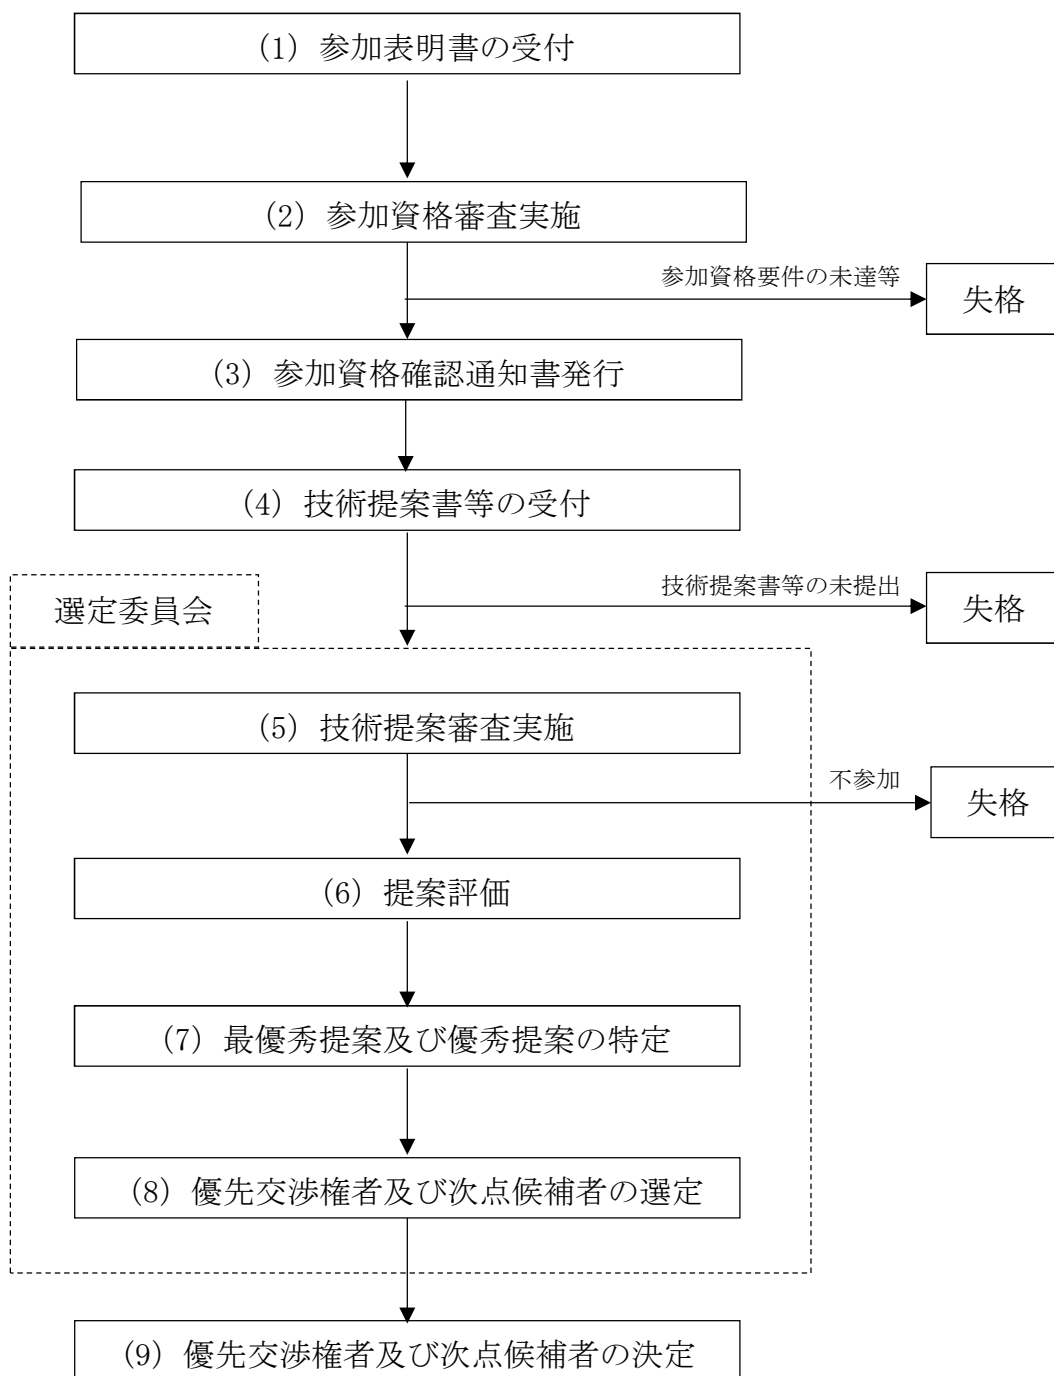 (1) 参加表明書の受付
(2) 参加資格審査実施
参加資格要件の未達等
失格
(3) 参加資格確認通知書発行
(4) 技術提案書等の受付
技術提案書等の未提出
失格
選定委員会
(5) 技術提案審査実施
不参加
失格
(6) 提案評価
(7) 最優秀提案及び優秀提案の特定
(8) 優先交渉権者及び次点候補者の選定
(9) 優先交渉権者及び次点候補者の決定